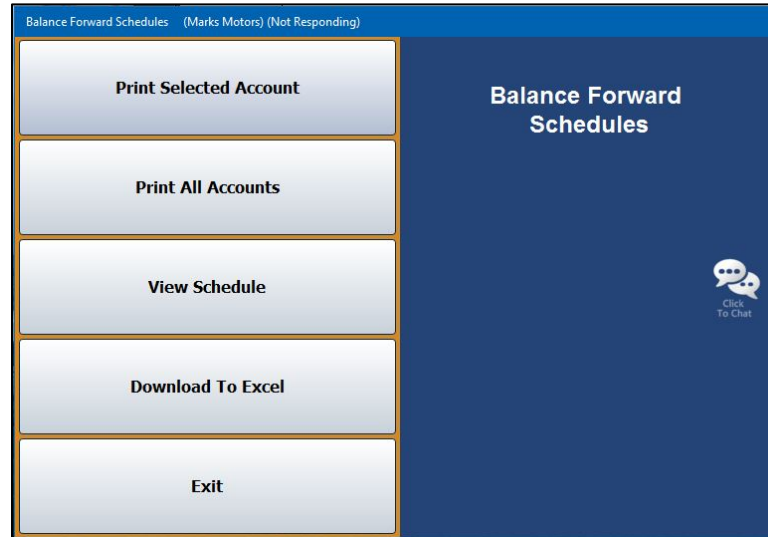 Balance Forward Schedules (Marks Motors) (Not Responding)
Print Selected Account
Print All Accounts
View Schedule
Download To Excel
Exit
Balance Forward
Schedules
Click
To Chat